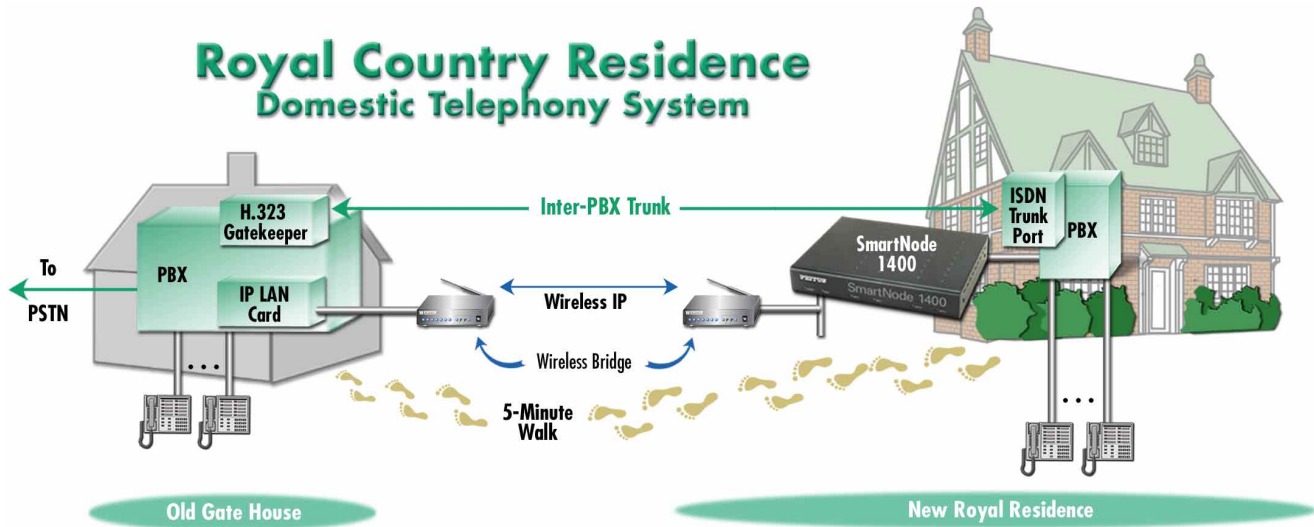 Royal Country Residence
Domestic Telephony System
H.323
Gatekeeper
Inter-PBX Trunk
ISDN
Trunk
Port
PBX
SmartNode
1400
To
PSTN
PBX
IP LAN
Card
Wireless IP
PATTON
SmartNode 1400
Wireless Bridge
5-Minute
Walk
Old Gate House
New Royal Residence